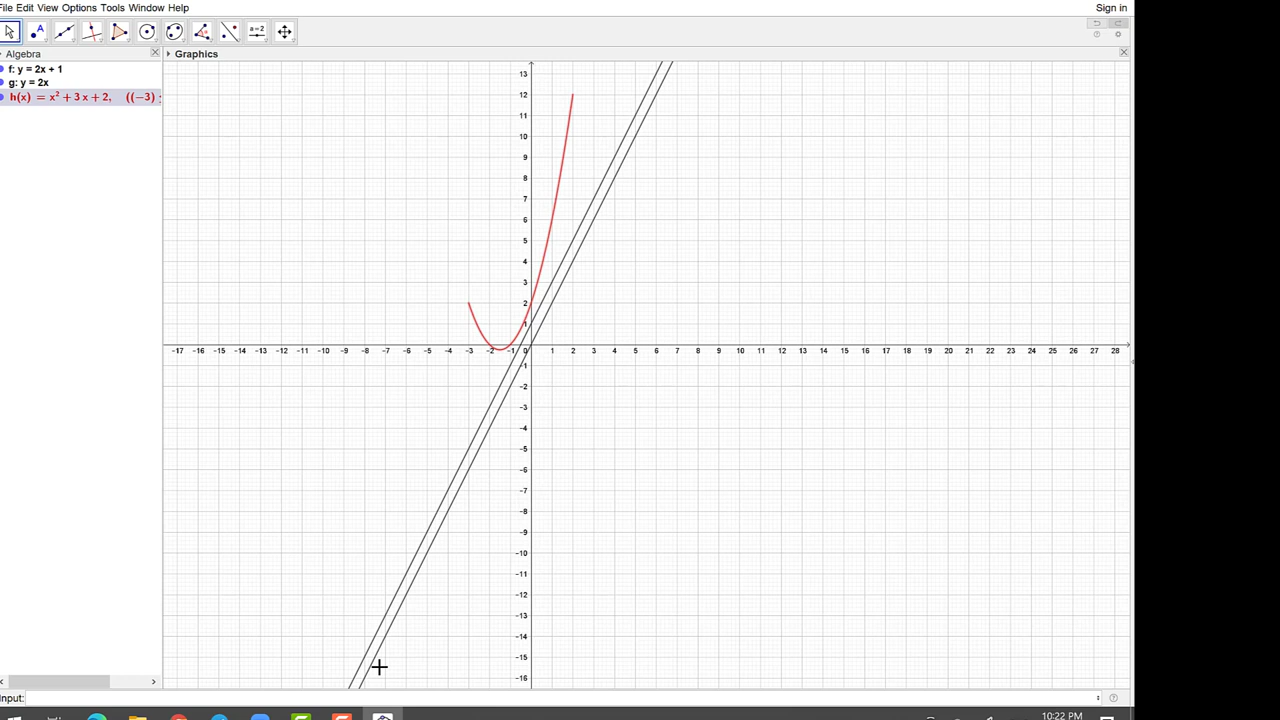 File Edit View Options Tools Window Help
Sign in
A
a=2
Algebra
Graphics
f: y = 2x + 1
g: y = 2x
h(x) = x² + 3 x + 2, ((−3)
13
12
11
10
9
8
7
6
5
4
3
2
1
-17 -16 -15 -14 -13 -12 -11 -10 -9 -8 -7 -6 -5 -4 -3 -2 -1 0 1 2 3 4 5 6 7 8 9 10 11 12 13 14 15 16 17 18 19 20 21 22 23 24 25 26 27 28
-1
-2
-3
-4
-5
-6
-7
-8
-9
-10
-11
-12
-13
-14
-15
-16
Input:
10:22 PM